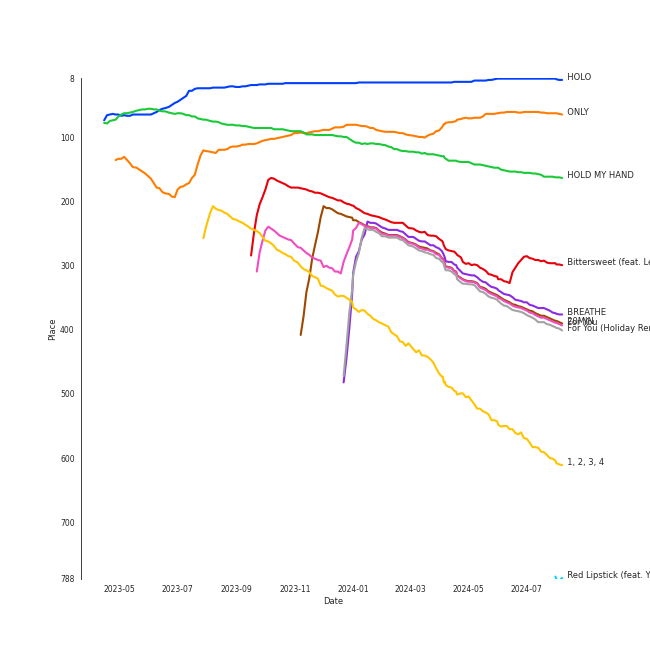 8
HOLO
ONLY
100
HOLD MY HAND
200
Bittersweet (feat. Le
300
BREATHE
For You
For You (Holiday Rem
Place
400
500
1, 2, 3, 4
600
700
Red Lipstick (feat. Y
788
2023-05 2023-07 2023-09 2023-11 2024-01 2024-03 2024-05 2024-07
Date